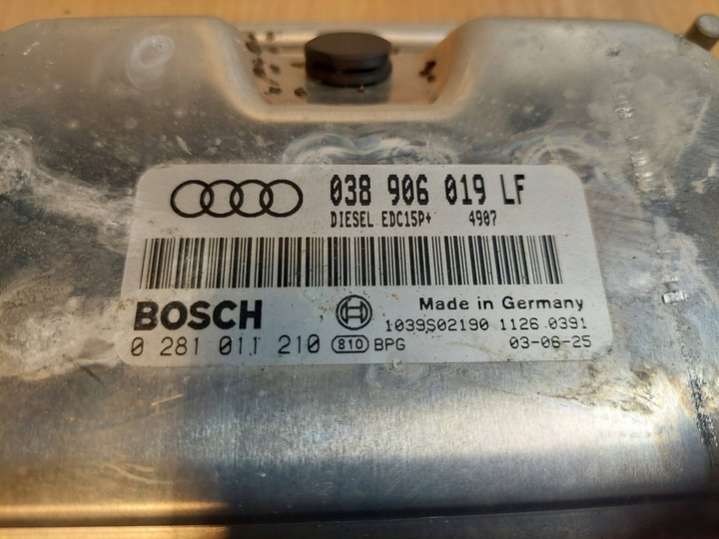 038 906 019 LF
DIESEL EDC15P+ 4907
BOSCH
Made in Germany
1039S02190 1126 0391
0 281 011 210 810 BPG 03-06-25